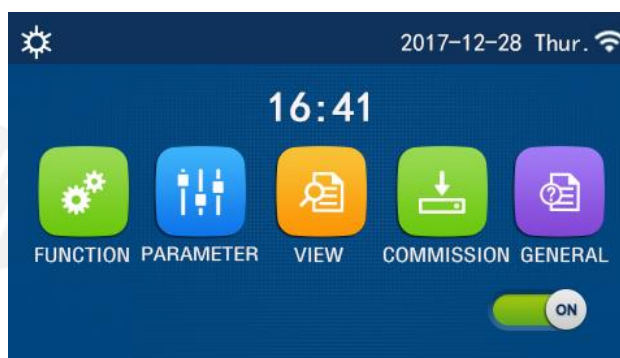 2017-12-28 Thur.
16:41
FUNCTION PARAMETER VIEW COMMISSION GENERAL
ON